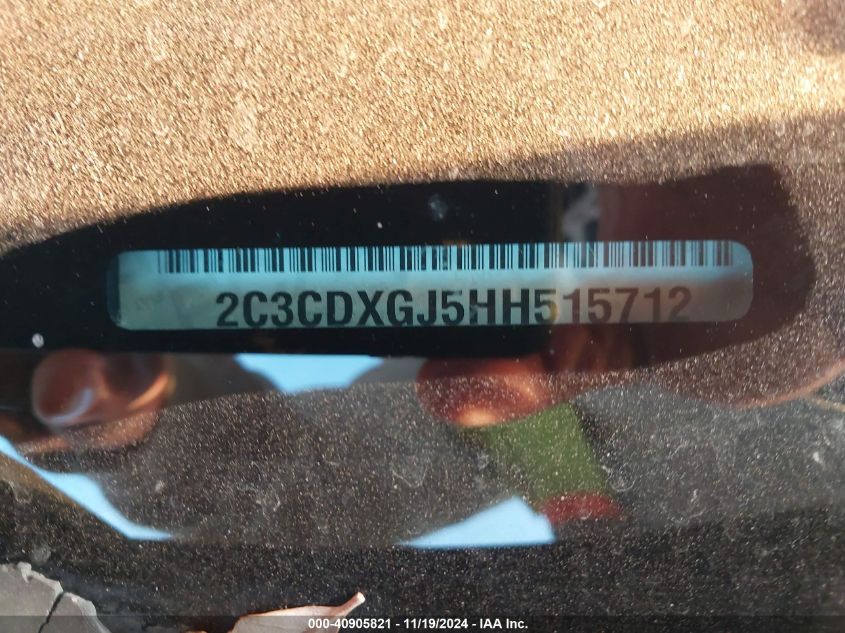 2C3CDXGJ5HH515712
000-40905821 - 11/19/2024 - IAA Inc.